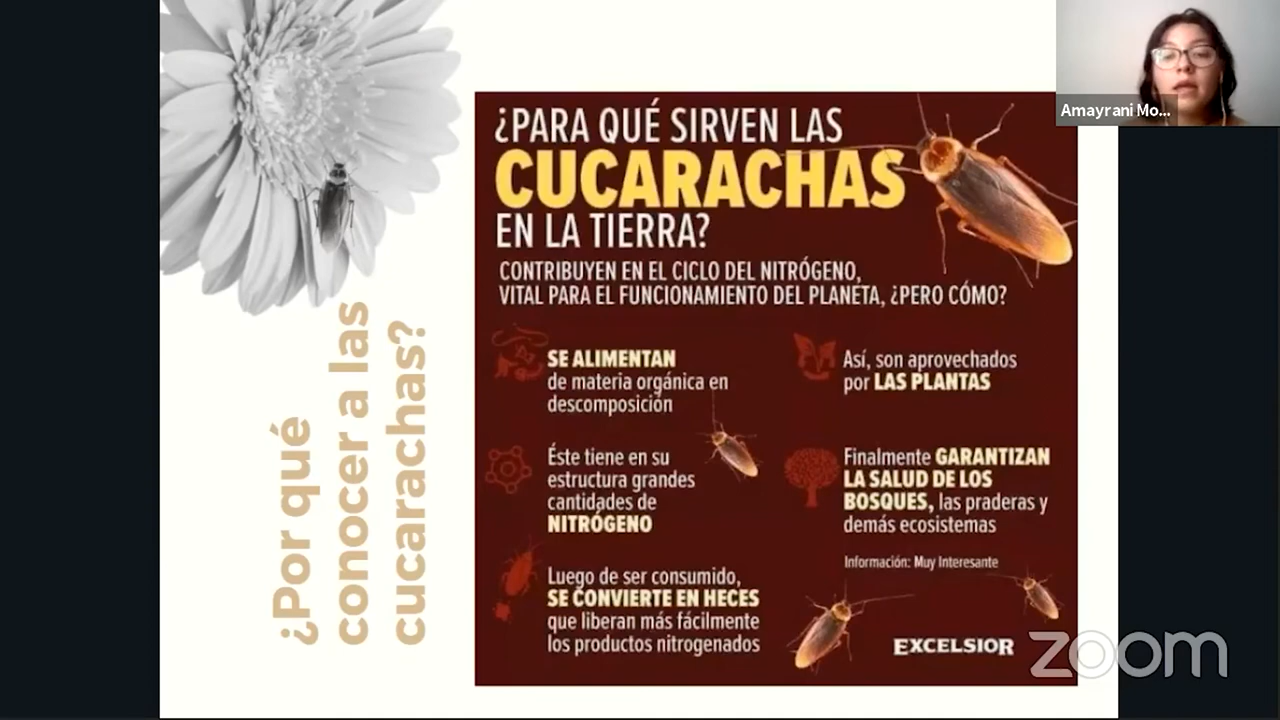 ¿Por qué
conocer a las
cucarachas?
¿PARA QUÉ SIRVEN LAS
CUCARACHAS
EN LA TIERRA?
CONTRIBUYEN EN EL CICLO DEL NITRÓGENO,
VITAL PARA EL FUNCIONAMIENTO DEL PLANETA, ¿PERO CÓMO?
SE ALIMENTAN
de materia orgánica en
descomposición
Éste tiene en su
estructura grandes
cantidades de
NITRÓGENO
Luego de ser consumido,
SE CONVIERTE EN HECES
que liberan más fácilmente
los productos nitrogenados
Así, son aprovechados
por LAS PLANTAS
Finalmente GARANTIZAN
LA SALUD DE LOS
BOSQUES, las praderas y
demás ecosistemas
Información: Muy Interesante
EXCELSIOR
Amayrani Mo...
zoom